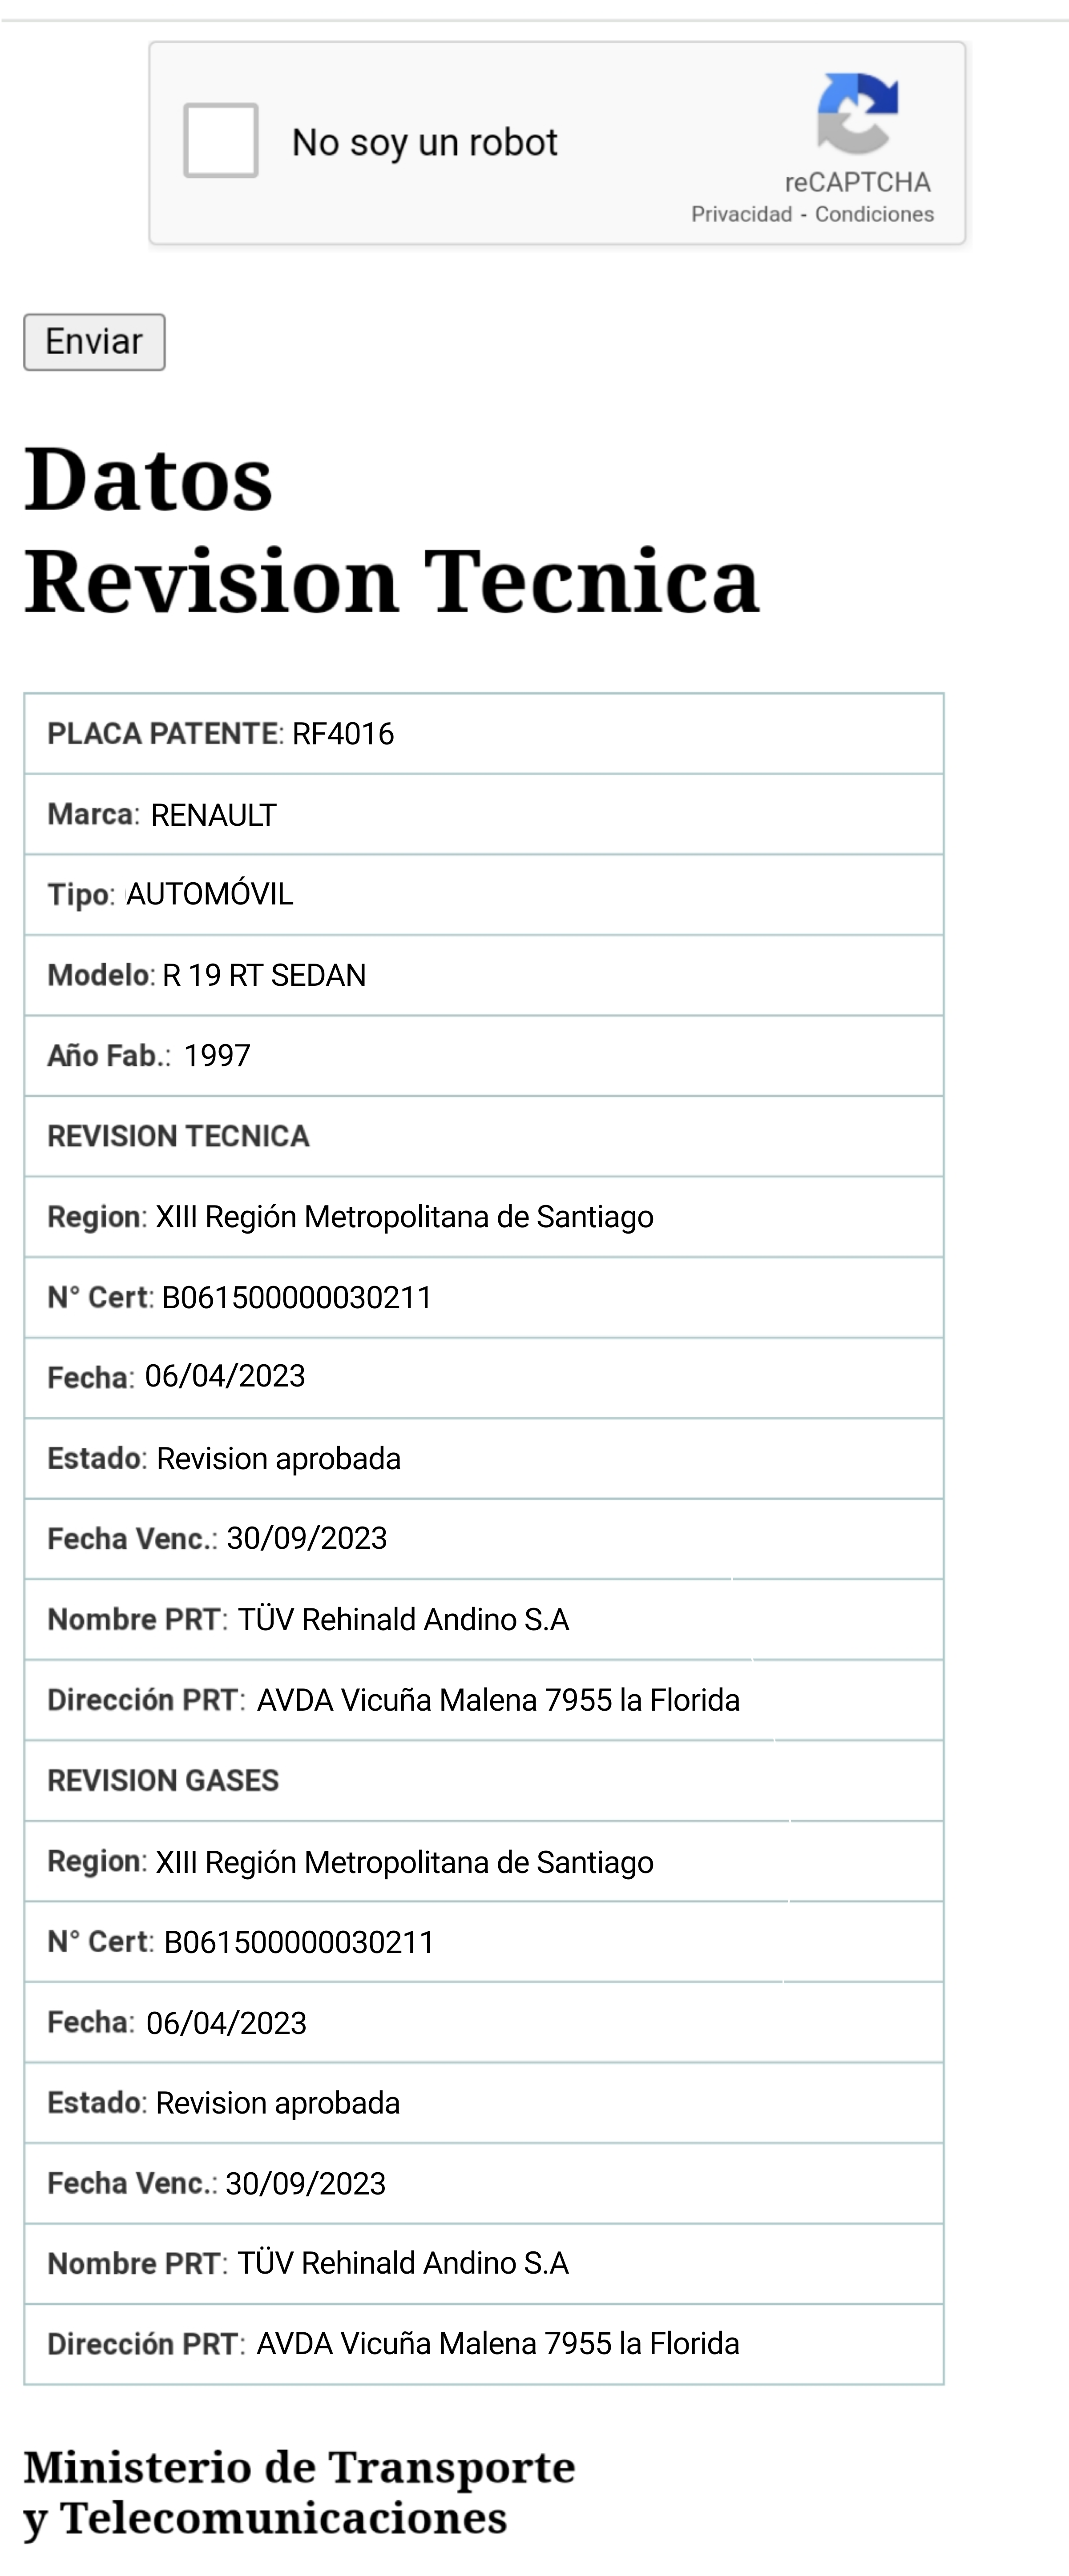 No soy un robot
reCAPTCHA
Privacidad - Condiciones
Enviar
Datos
Revision Tecnica
PLACA PATENTE: RF4016
Marca: RENAULT
Tipo: AUTOMÓVIL
Modelo: R 19 RT SEDAN
Año Fab.: 1997
REVISION TECNICA
Region: XIII Región Metropolitana de Santiago
N° Cert: B061500000030211
Fecha: 06/04/2023
Estado: Revision aprobada
Fecha Venc.: 30/09/2023
Nombre PRT: TÜV Rehinald Andino S.A
Dirección PRT: AVDA Vicuña Malena 7955 la Florida
REVISION GASES
Region: XIII Región Metropolitana de Santiago
N° Cert: B061500000030211
Fecha: 06/04/2023
Estado: Revision aprobada
Fecha Venc.: 30/09/2023
Nombre PRT: TÜV Rehinald Andino S.A
Dirección PRT: AVDA Vicuña Malena 7955 la Florida
Ministerio de Transporte
y Telecomunicaciones